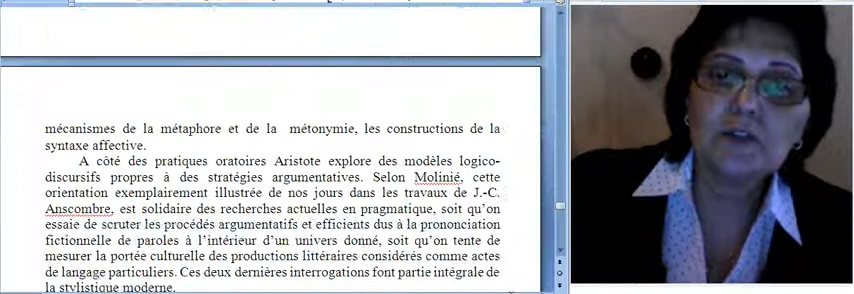 mécanismes de la métaphore et de la métonymie, les constructions de la
syntaxe affective.
A côté des pratiques oratoires Aristote explore des modèles logico-
discursifs propres à des stratégies argumentatives. Selon Molinié, cette
orientation exemplairement illustrée de nos jours dans les travaux de J.-C.
Anscombre, est solidaire des recherches actuelles en pragmatique, soit qu’on
essaie de scruter les procédés argumentatifs et efficients dus à la prononciation
fictionnelle de paroles à l’intérieur d’un univers donné, soit qu’on tente de
mesurer la portée culturelle des productions littéraires considérés comme actes
de langage particuliers. Ces deux dernières interrogations font partie intégrale de
la stylistique moderne.